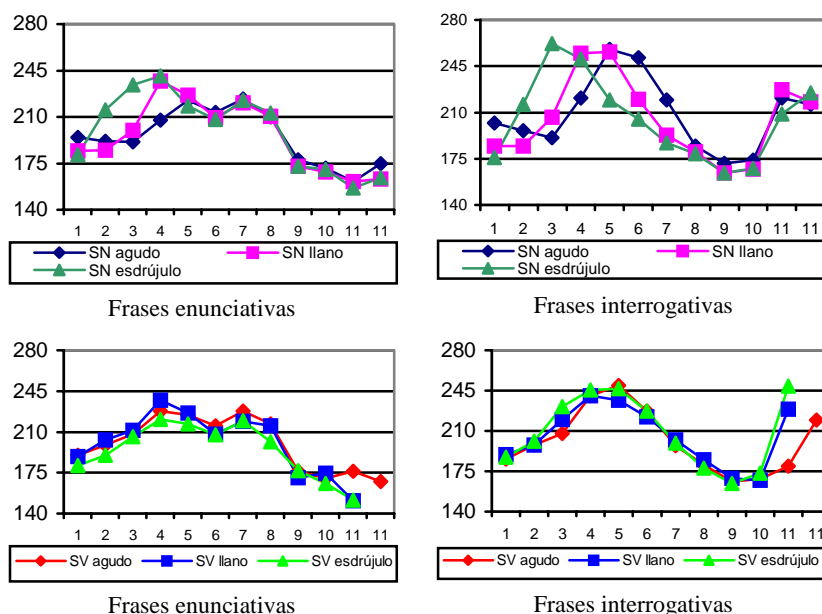 280
245
210
175
140
1 2 3 4 5 6 7 8 9 10 11 11
SN agudo SN llano
SN esdrújulo
Frases enunciativas
280
245
210
175
140
1 2 3 4 5 6 7 8 9 10 11 11
SN agudo SN llano
SN esdrújulo
Frases interrogativas
280
245
210
175
140
1 2 3 4 5 6 7 8 9 10 11 11
SV agudo SV llano SV esdrújulo
Frases enunciativas
280
245
210
175
140
1 2 3 4 5 6 7 8 9 10 11 11
SV agudo SV llano SV esdrújulo
Frases interrogativas